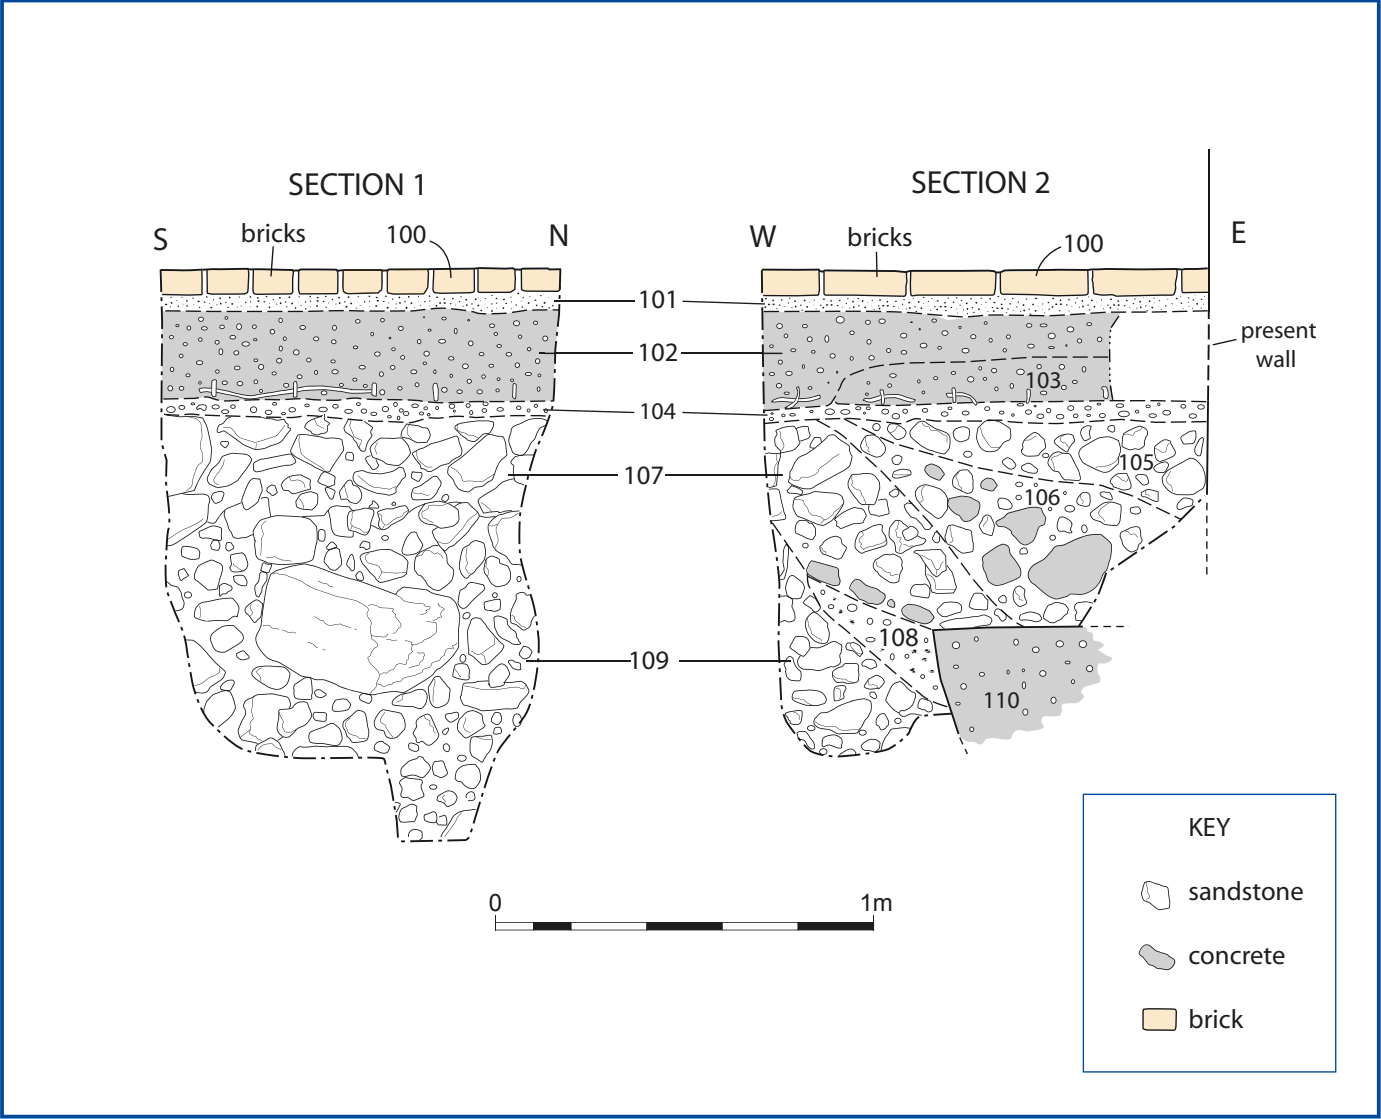 SECTION 1
SECTION 2
S
bricks
100
N
W
bricks
100
E
101
present
wall
102
103
104
105
107
106
108
109
110
KEY
sandstone
concrete
brick
0
1m